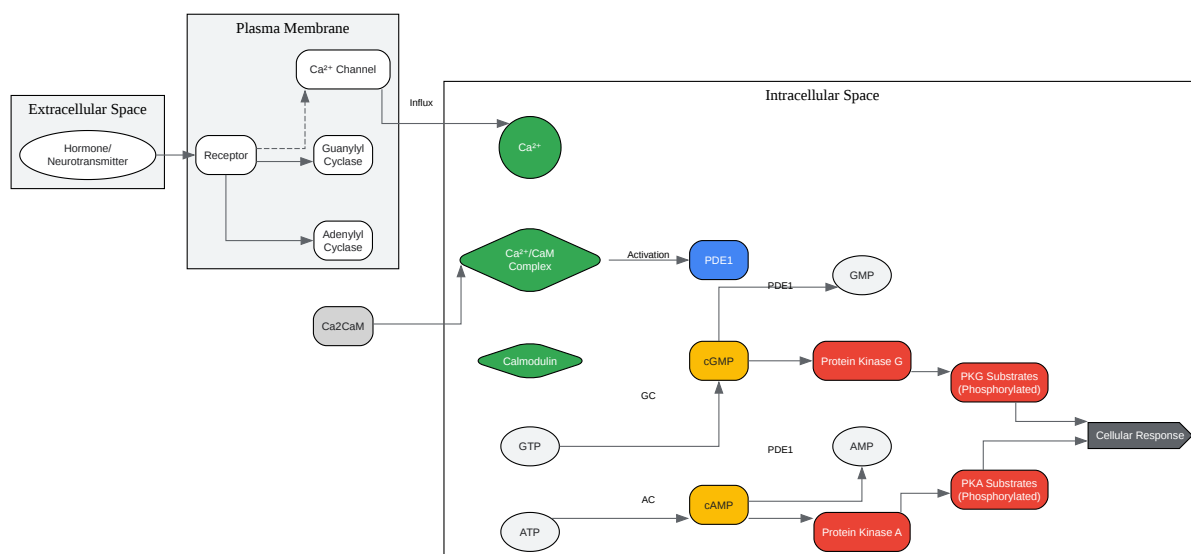 Plasma Membrane
Ca²⁺ Channel
Extracellular Space
Hormone/
Neurotransmitter
Receptor
Guanylyl
Cyclase
Adenylyl
Cyclase
Influx
Intracellular Space
Ca²⁺
Ca²⁺/CaM
Complex
Activation
PDE1
GMP
PDE1
Ca2CaM
Calmodulin
cGMP
Protein Kinase G
PKG Substrates
(Phosphorylated)
GC
GTP
PDE1
AMP
Cellular Response
AC
cAMP
PKA Substrates
(Phosphorylated)
ATP
Protein Kinase A